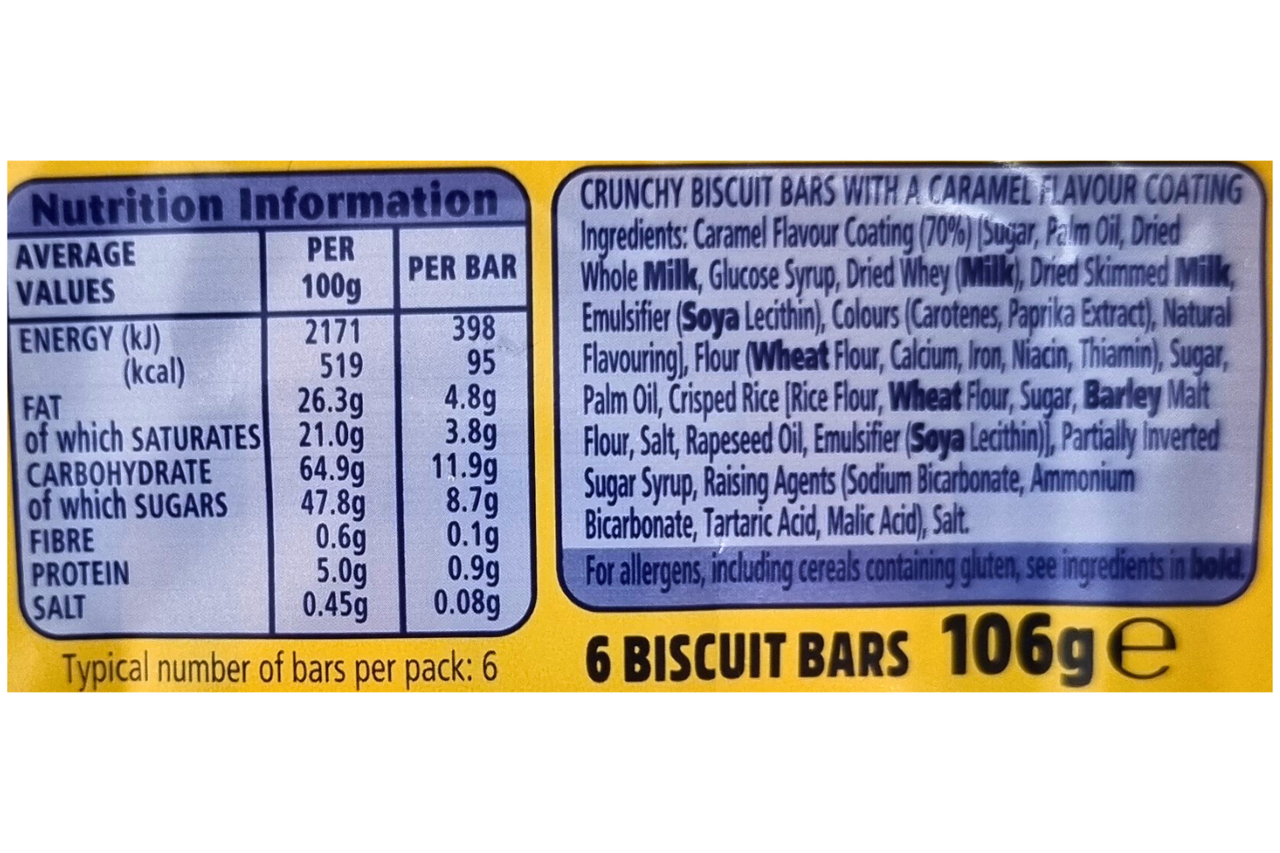 Nutrition Information
AVERAGE VALUES PER 100g PER BAR
ENERGY (kJ) 2171 398
(kcal) 519 95
FAT 26.3g 4.8g
of which SATURATES 21.0g 3.8g
CARBOHYDRATE 64.9g 11.9g
of which SUGARS 47.8g 8.7g
FIBRE 0.6g 0.1g
PROTEIN 5.0g 0.9g
SALT 0.45g 0.08g
Typical number of bars per pack: 6
CRUNCHY BISCUIT BARS WITH A CARAMEL FLAVOUR COATING
Ingredients: Caramel Flavour Coating (70%) [Sugar, Palm Oil, Dried
Whole Milk, Glucose Syrup, Dried Whey (Milk), Dried Skimmed Milk,
Emulsifier (Soya Lecithin), Colours (Carotenes, Paprika Extract), Natural
Flavouring], Flour (Wheat Flour, Calcium, Iron, Niacin, Thiamin), Sugar,
Palm Oil, Crisped Rice [Rice Flour, Wheat Flour, Sugar, Barley Malt
Flour, Salt, Rapeseed Oil, Emulsifier (Soya Lecithin)], Partially Inverted
Sugar Syrup, Raising Agents (Sodium Bicarbonate, Ammonium
Bicarbonate, Tartaric Acid, Malic Acid), Salt.
For allergens, including cereals containing gluten, see ingredients in bold.
6 BISCUIT BARS 106g e